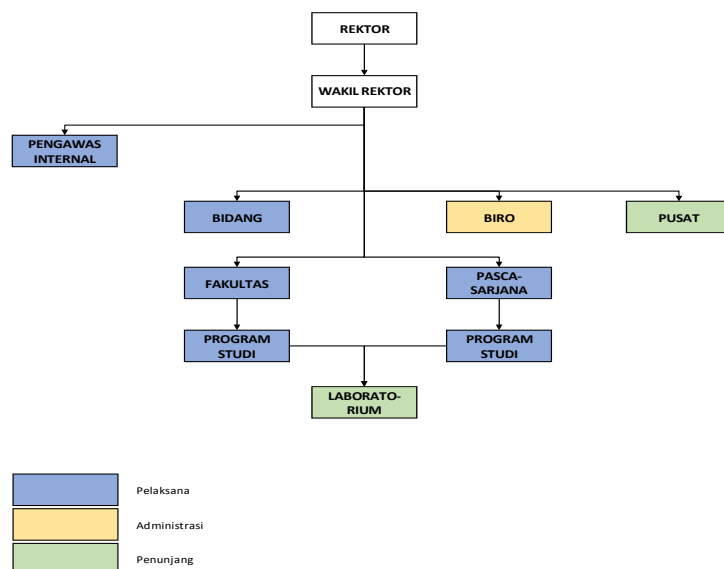 REKTOR
WAKIL REKTOR
PENGAWAS
INTERNAL
BIDANG
BIRO
PUSAT
FAKULTAS
PASCA-
SARJANA
PROGRAM
STUDI
PROGRAM
STUDI
LABORATO-
RIUM
Pelaksana
Administrasi
Penunjang